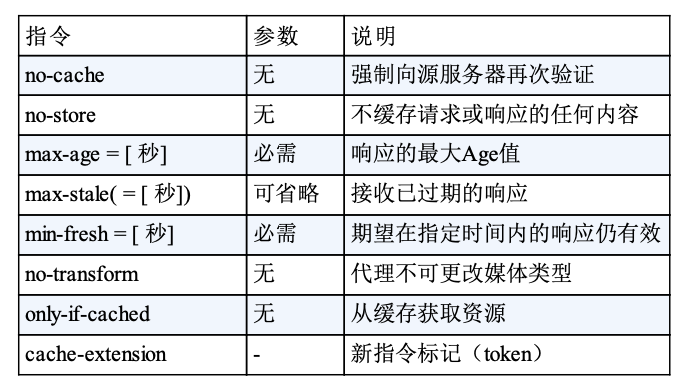 指令 参数 说明
no-cache 无 强制向源服务器再次验证
no-store 无 不缓存请求或响应的任何内容
max-age = [ 秒] 必需 响应的最大Age值
max-stale( = [ 秒]) 可省略 接收已过期的响应
min-fresh = [ 秒] 必需 期望在指定时间内的响应仍有效
no-transform 无 代理不可更改媒体类型
only-if-cached 无 从缓存获取资源
cache-extension - 新指令标记（token）